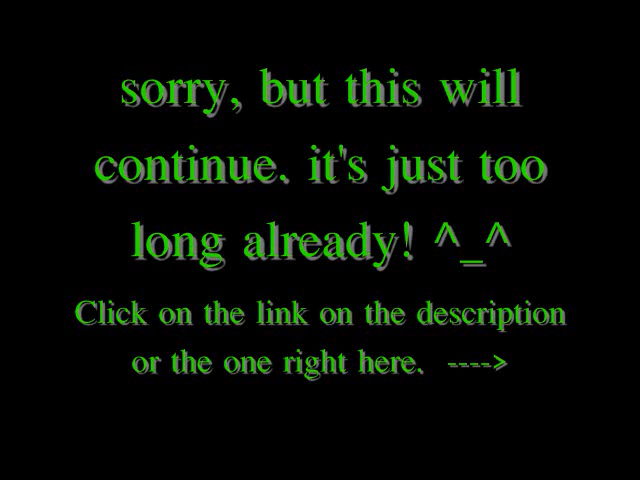 sorry, but this will
continue. it's just too
long already! ^_^
Click on the link on the description
or the one right here. ---->